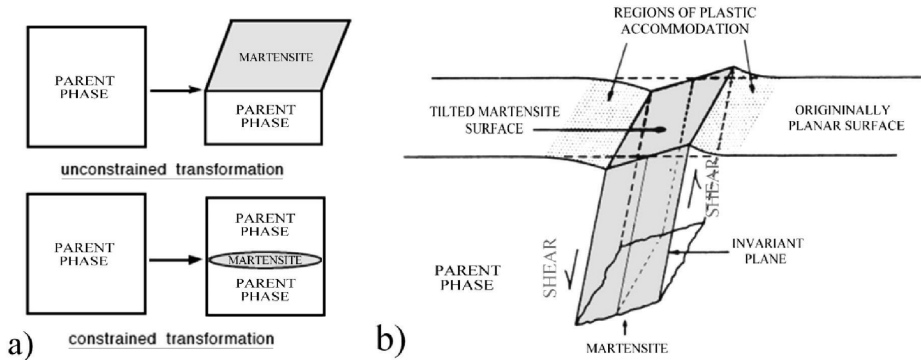 PARENT
PHASE
MARTENSITE
PARENT
PHASE
unconstrained transformation
PARENT
PHASE
PARENT
PHASE
MARTENSITE
PARENT
PHASE
a)
constrained transformation
REGIONS OF PLASTIC
ACCOMMODATION
TILTED MARTENSITE
SURFACE
ORIGININALLY
PLANAR SURFACE
SHEAR
SHEAR
INVARIANT
PLANE
PARENT
PHASE
MARTENSITE
b)